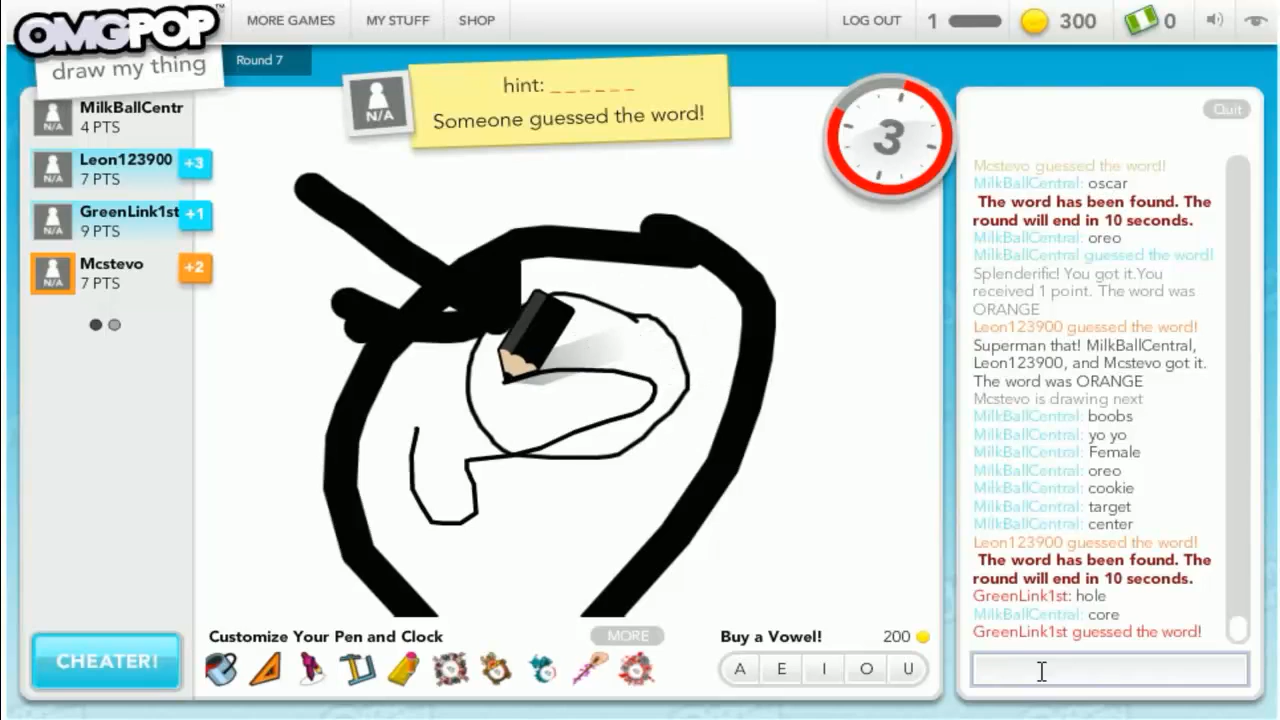 OMGPOP™
MORE GAMES
MY STUFF
SHOP
LOG OUT
1
300
0
draw my thing
Round 7
hint: _ _ _ _ _ _
Someone guessed the word!
N/A
3
N/A
MilkBallCentr
4 PTS
N/A
Leon123900
7 PTS
+3
N/A
GreenLink1st
9 PTS
+1
N/A
Mcstevo
7 PTS
+2
CHEATER!
Customize Your Pen and Clock
MORE
Buy a Vowel!
200
A E I O U
Quit
Mcstevo guessed the word!
MilkBallCentral: oscar
The word has been found. The
round will end in 10 seconds.
MilkBallCentral: oreo
MilkBallCentral guessed the word!
Splenderific! You got it.You
received 1 point. The word was
ORANGE
Leon123900 guessed the word!
Superman that! MilkBallCentral,
Leon123900, and Mcstevo got it.
The word was ORANGE
Mcstevo is drawing next
MilkBallCentral: boobs
MilkBallCentral: yo yo
MilkBallCentral: Female
MilkBallCentral: oreo
MilkBallCentral: cookie
MilkBallCentral: target
MilkBallCentral: center
Leon123900 guessed the word!
The word has been found. The
round will end in 10 seconds.
GreenLink1st: hole
MilkBallCentral: core
GreenLink1st guessed the word!